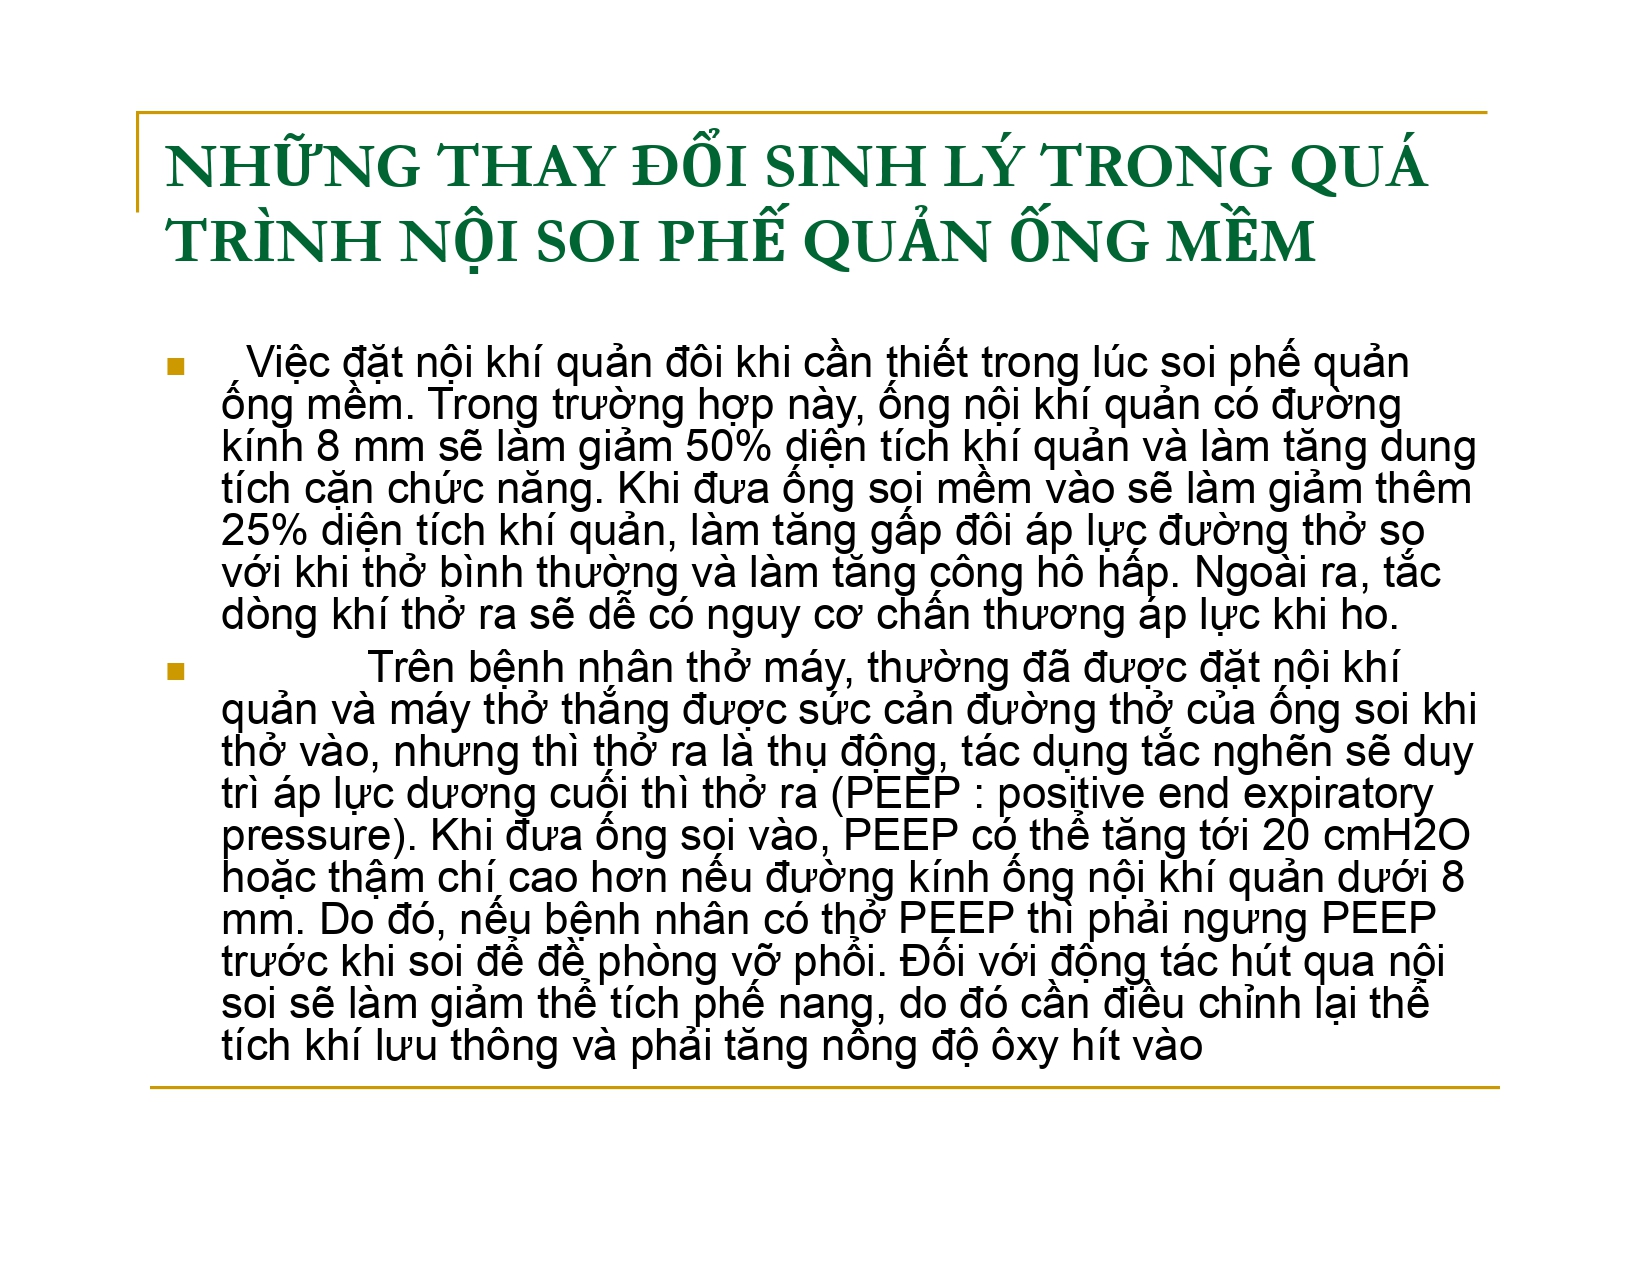 NHỮNG THAY ĐỔI SINH LÝ TRONG QUÁ
TRÌNH NỘI SOI PHẾ QUẢN ỐNG MỀM
Việc đặt nội khí quản đôi khi cần thiết trong lúc soi phế quản
ống mềm. Trong trường hợp này, ống nội khí quản có đường
kính 8 mm sẽ làm giảm 50% diện tích khí quản và làm tăng dung
tích cặn chức năng. Khi đưa ống soi mềm vào sẽ làm giảm thêm
25% diện tích khí quản, làm tăng gấp đôi áp lực đường thở so
với khi thở bình thường và làm tăng công hô hấp. Ngoài ra, tắc
dòng khí thở ra sẽ dễ có nguy cơ chấn thương áp lực khi ho.
Trên bệnh nhân thở máy, thường đã được đặt nội khí
quản và máy thở thắng được sức cản đường thở của ống soi khi
thở vào, nhưng thì thở ra là thụ động, tác dụng tắc nghẽn sẽ duy
trì áp lực dương cuối thì thở ra (PEEP : positive end expiratory
pressure). Khi đưa ống soi vào, PEEP có thể tăng tới 20 cmH2O
hoặc thậm chí cao hơn nếu đường kính ống nội khí quản dưới 8
mm. Do đó, nếu bệnh nhân có thở PEEP thì phải ngưng PEEP
trước khi soi để đề phòng vỡ phổi. Đối với động tác hút qua nội
soi sẽ làm giảm thể tích phế nang, do đó cần điều chỉnh lại thể
tích khí lưu thông và phải tăng nồng độ ôxy hít vào